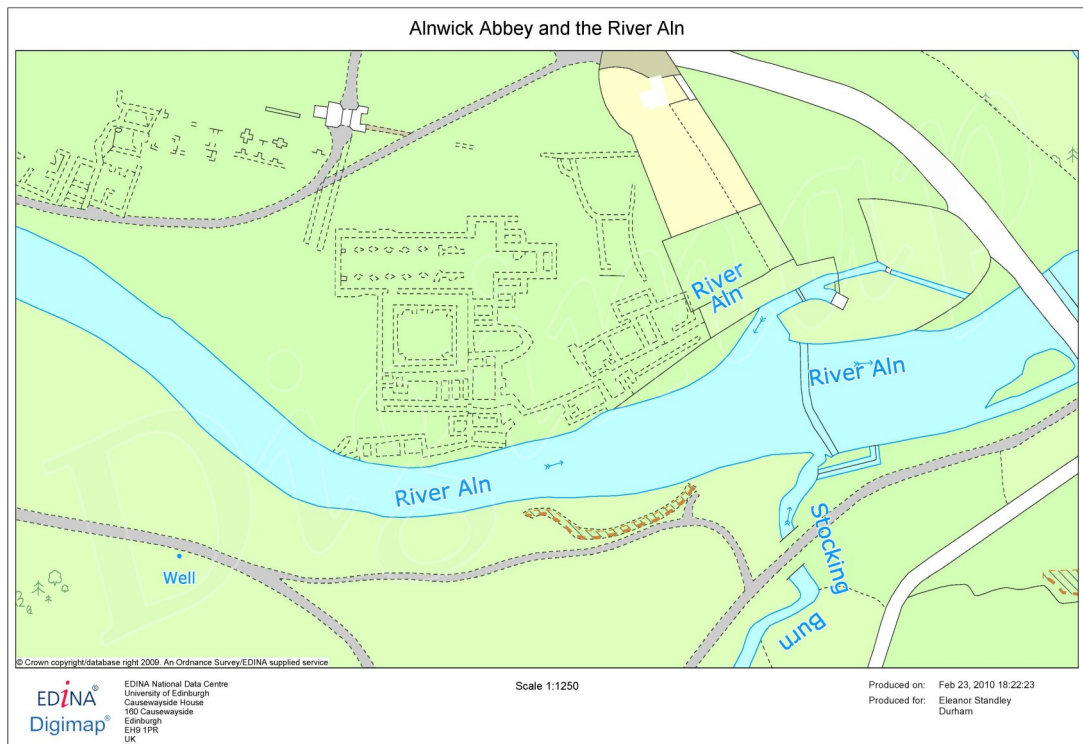 Alnwick Abbey and the River Aln
River
Aln
River Aln
River Aln
Stocking
Burn
Well
Digimap
© Crown copyright/database right 2009. An Ordnance Survey/EDINA supplied service
EDiNA®
Digimap®
EDINA National Data Centre
University of Edinburgh
Causewayside House
160 Causewayside
Edinburgh
EH9 1PR
UK
Scale 1:1250
Produced on: Feb 23, 2010 18:22:23
Produced for: Eleanor Standley
Durham